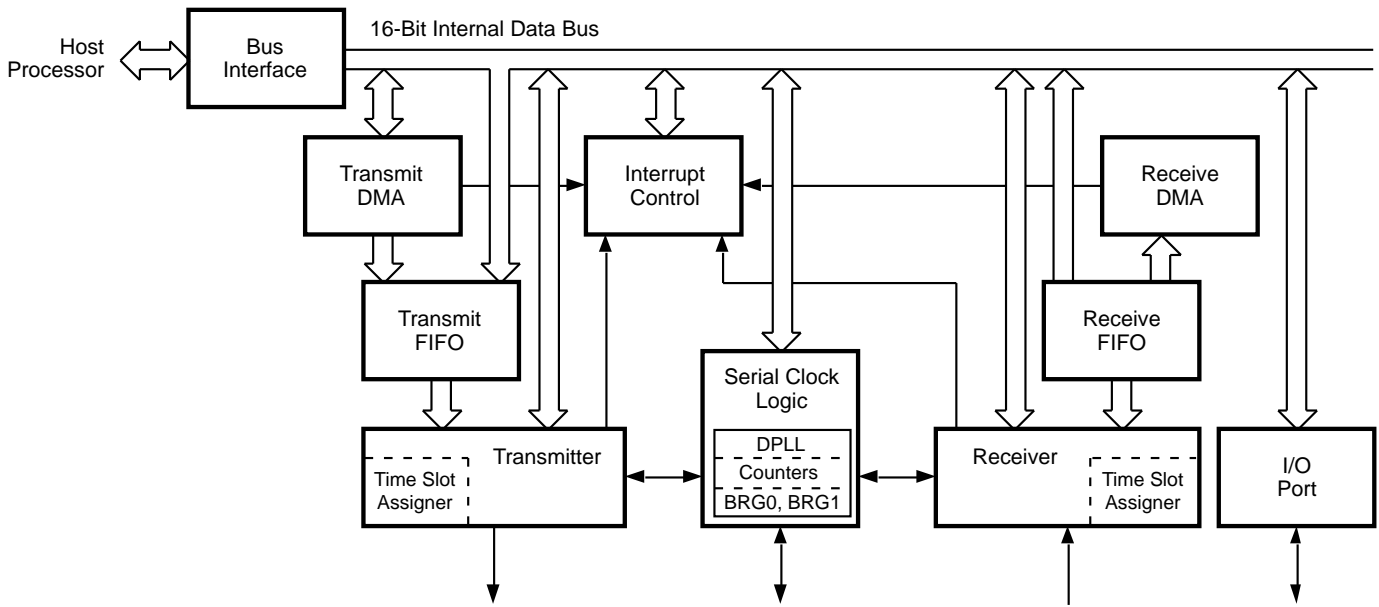 16-Bit Internal Data Bus
Host
Processor
Bus
Interface
Transmit
DMA
Interrupt
Control
Receive
DMA
Transmit
FIFO
Receive
FIFO
Serial Clock
Logic
DPLL
Counters
BRG0, BRG1
Transmitter
Time Slot
Assigner
Receiver
Time Slot
Assigner
I/O
Port